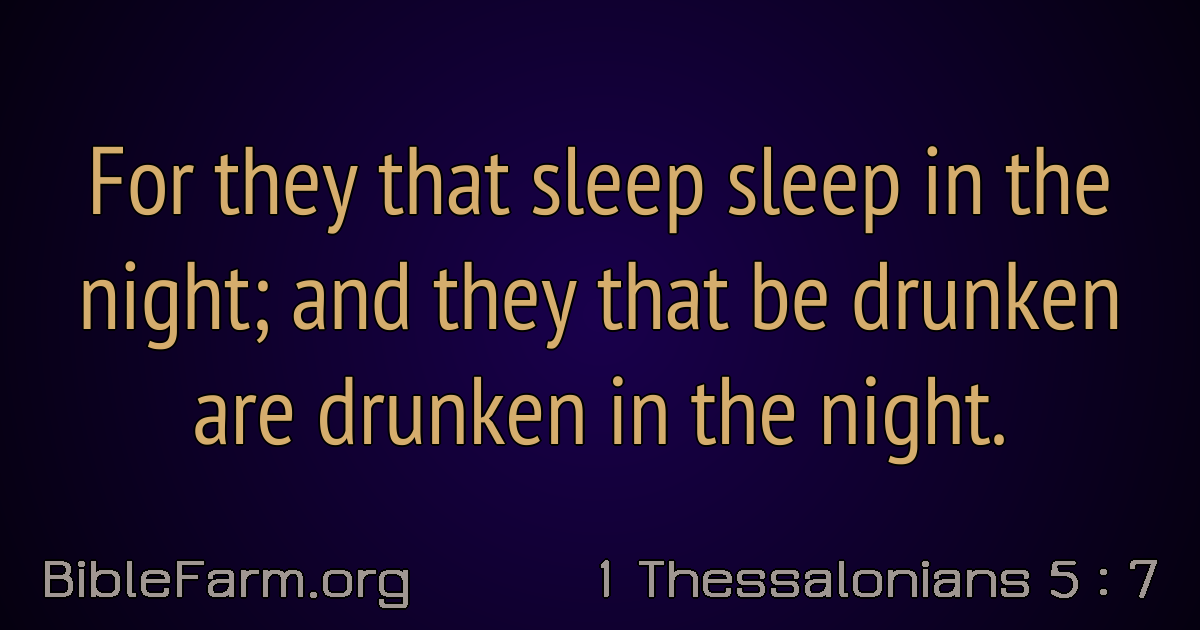 For they that sleep sleep in the
night; and they that be drunken
are drunken in the night.
BibleFarm.org
1 Thessalonians 5 : 7